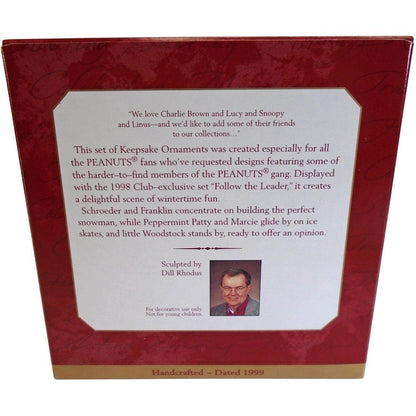 "We love Charlie Brown and Lucy and Snoopy
and Linus—and we'd like to add some of their friends
to our collections..."
This set of Keepsake Ornaments was created especially for all
the PEANUTS® fans who've requested designs featuring some of
the harder–to–find members of the PEANUTS® gang. Displayed
with the 1998 Club–exclusive set "Follow the Leader," it creates
a delightful scene of wintertime fun.
Schroeder and Franklin concentrate on building the perfect
snowman, while Peppermint Patty and Marcie glide by on ice
skates, and little Woodstock stands by, ready to offer an opinion.
Sculpted by
Dill Rhodus
For decorative use only.
Not for young children.
Handcrafted – Dated 1999